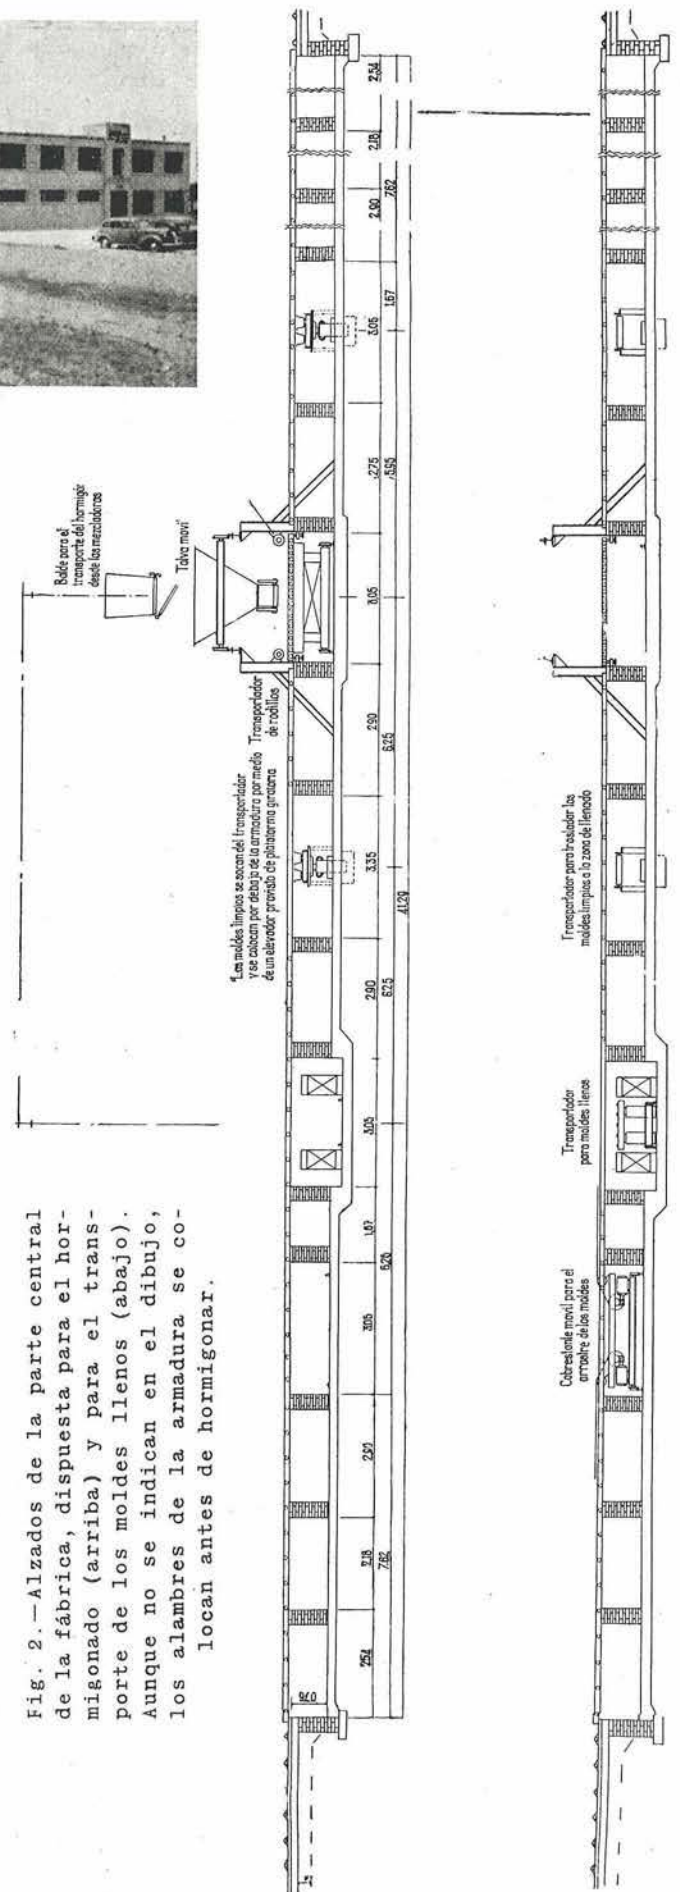 Fig. 2.—Alzados de la parte central
de la fábrica, dispuesta para el hor-
migonado (arriba) y para el trans-
porte de los moldes llenos (abajo).
Aunque no se indican en el dibujo,
los alambres de la armadura se co-
locan antes de hormigonar.
Balde para el
transporte del hormigór
desde las mezcladoras
Tolva movi
"Los moldes limpios se sacan del transportador
y se colocan por debajo de la armadura por medio
de un elevador provisto de plataforma giratoria
Transportador
de rodillos
0.76
2.54
2.18
2.90
3.05
1.67
3.05
2.90
3.35
2.90
3.05
2.75
3.05
2.90
2.18
2.54
7.62
6.25
6.25
6.25
5.95
1.67
7.62
41.29
Cabrestante movil para el
arrastre de los moldes
Transportador
para moldes llenos
Transportador para trasladar los
moldes limpios a la zona de llenado